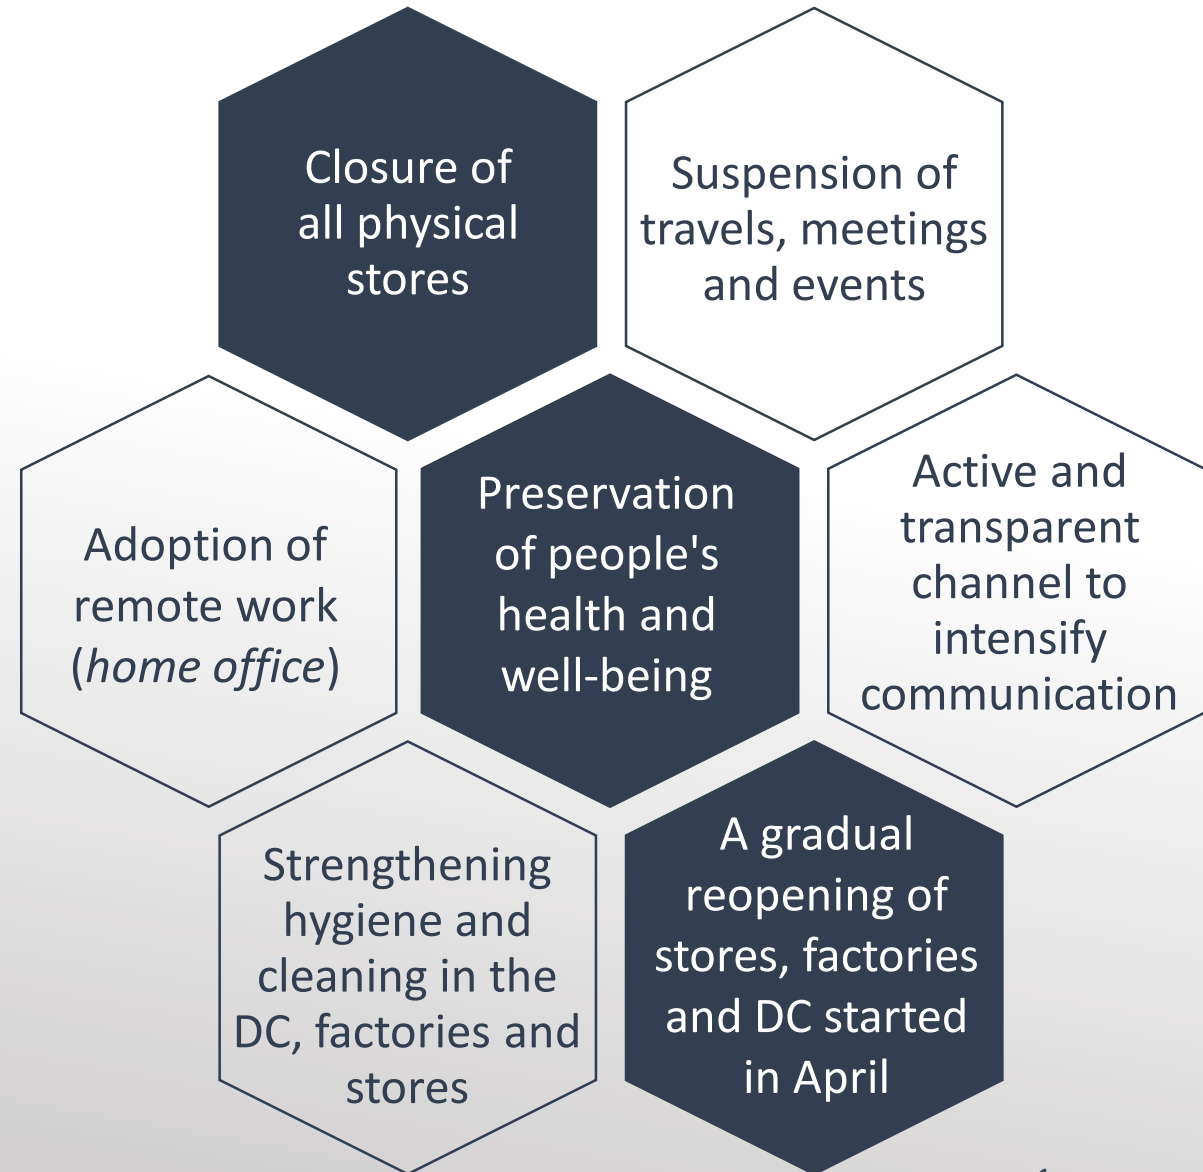 Closure of
all physical
stores
Suspension of
travels, meetings
and events
Adoption of
remote work
(home office)
Preservation
of people's
health and
well-being
Active and
transparent
channel to
intensify
communication
Strengthening
hygiene and
cleaning in the
DC, factories and
stores
A gradual
reopening of
stores, factories
and DC started
in April